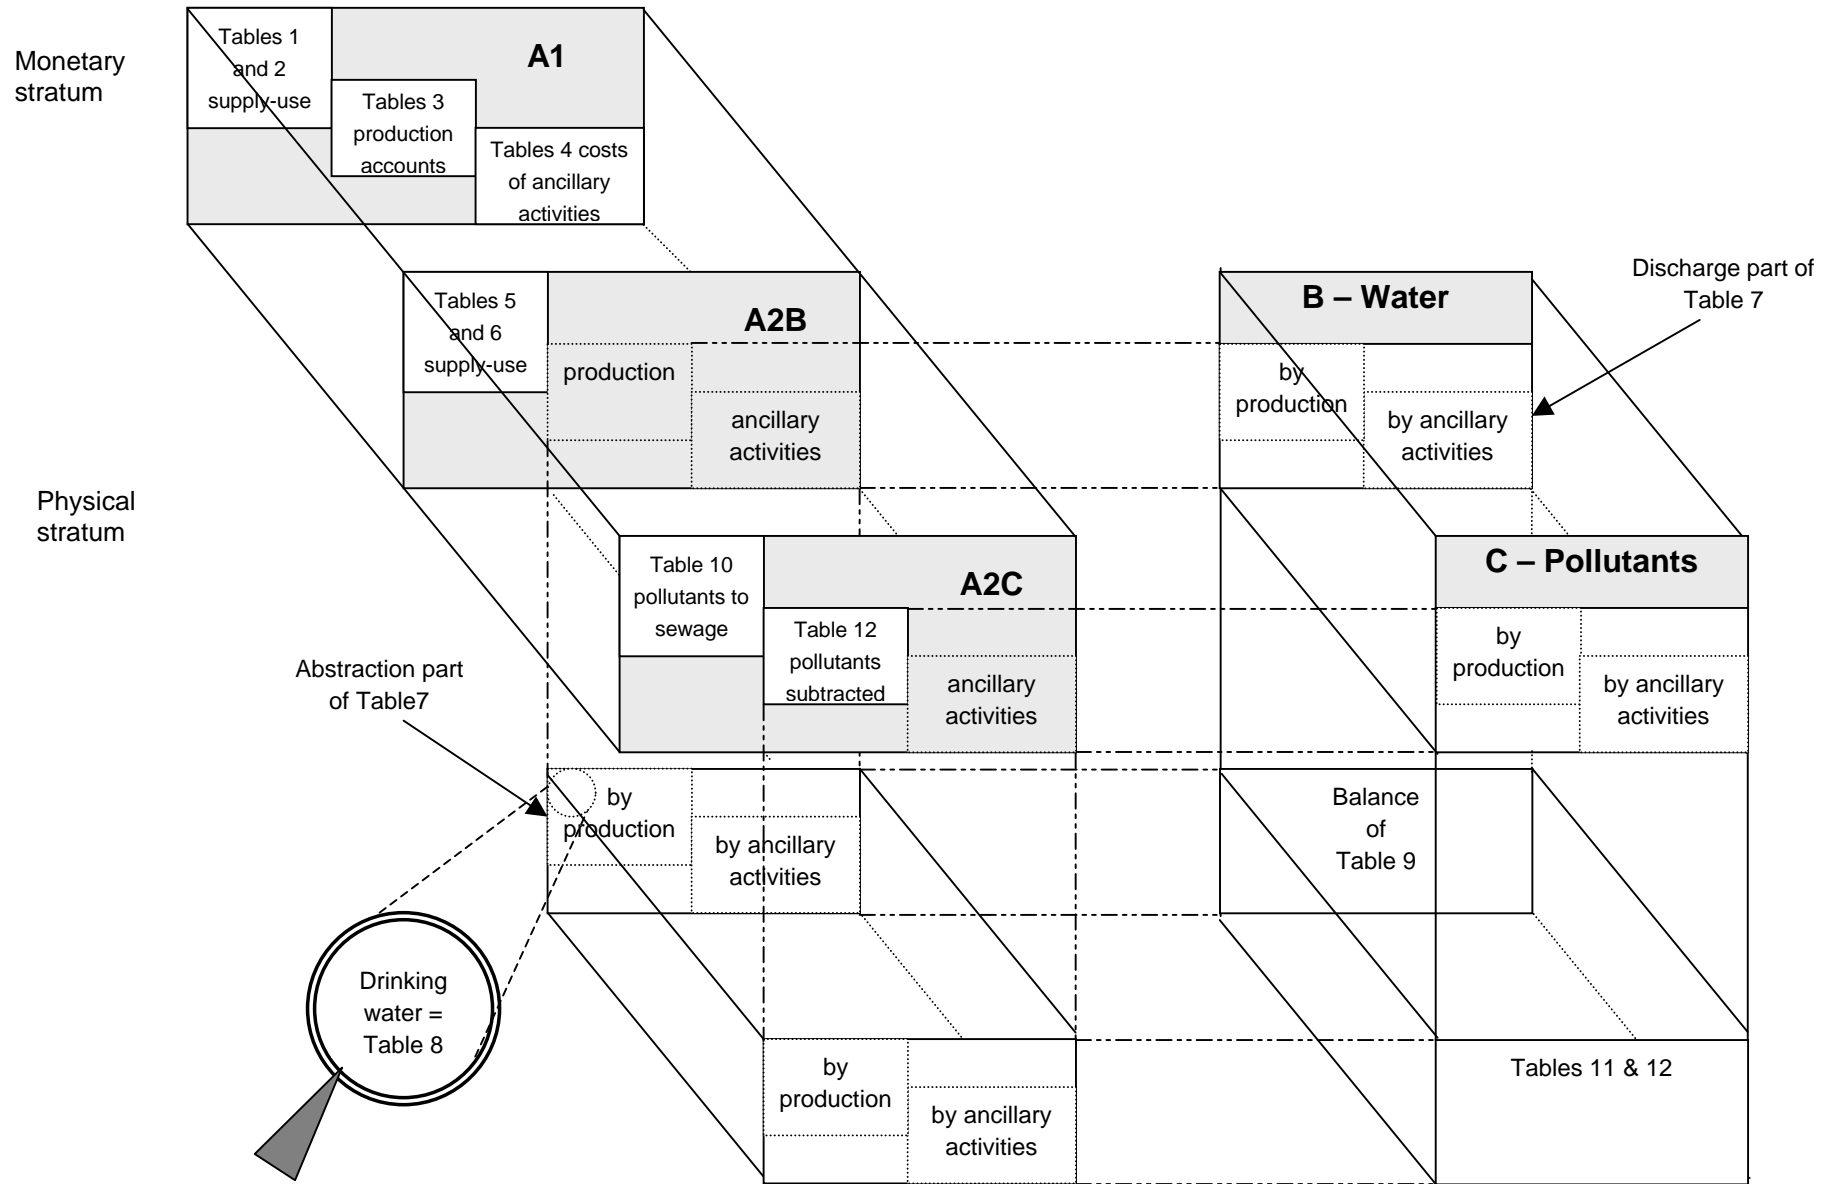 Monetary
stratum
Tables 1
and 2
supply-use
A1
Tables 3
production
accounts
Tables 4 costs
of ancillary
activities
Tables 5
and 6
supply-use
A2B
production
ancillary
activities
B – Water
by
production
by ancillary
activities
Discharge part of
Table 7
Physical
stratum
Table 10
pollutants to
sewage
A2C
Table 12
pollutants
subtracted
ancillary
activities
C – Pollutants
by
production
by ancillary
activities
Abstraction part
of Table7
by
production
by ancillary
activities
Balance
of
Table 9
Drinking
water =
Table 8
by
production
by ancillary
activities
Tables 11 & 12